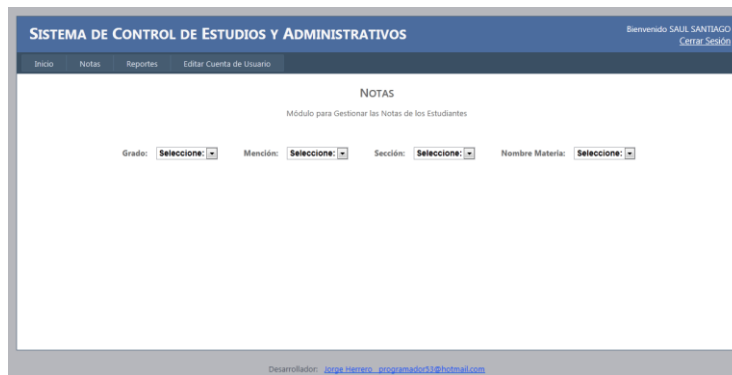 SISTEMA DE CONTROL DE ESTUDIOS Y ADMINISTRATIVOS
Bienvenido SAUL SANTIAGO
Cerrar Sesión
Inicio Notas Reportes Editar Cuenta de Usuario
NOTAS
Módulo para Gestionar las Notas de los Estudiantes
Grado: Seleccione: Mención: Seleccione: Sección: Seleccione: Nombre Materia: Seleccione:
Desarrollador: Jorge Herrero programador53@hotmail.com